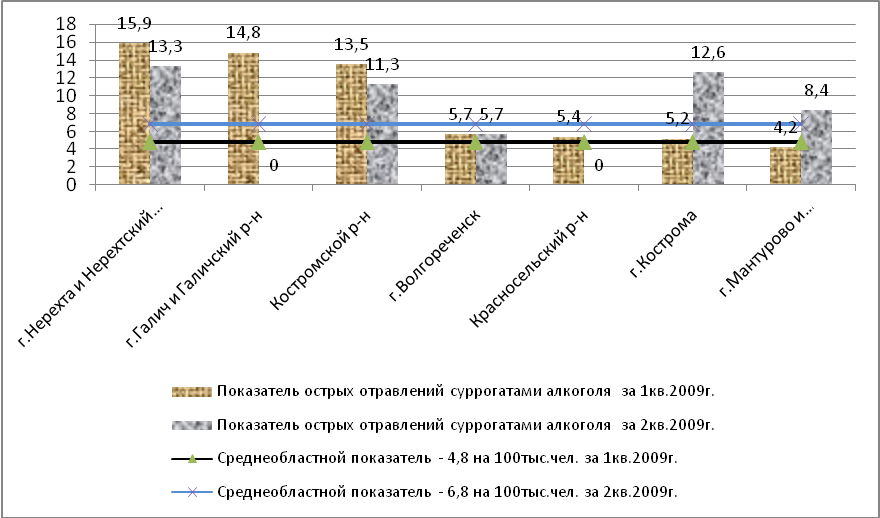 18
16
14
12
10
8
6
4
2
0
15,9
13,3
14,8
0
13,5
11,3
5,7
5,7
5,4
0
5,2
12,6
4,2
8,4
г.Нерехта и Нерехтский...
г.Галич и Галичский р-н
Костромской р-н
г.Волгореченск
Красносельский р-н
г.Кострома
г.Мантурово и...
Показатель острых отравлений суррогатами алкоголя за 1кв.2009г.
Показатель острых отравлений суррогатами алкоголя за 2кв.2009г.
Среднеобластной показатель - 4,8 на 100тыс.чел. за 1кв.2009г.
Среднеобластной показатель - 6,8 на 100тыс.чел. за 2кв.2009г.